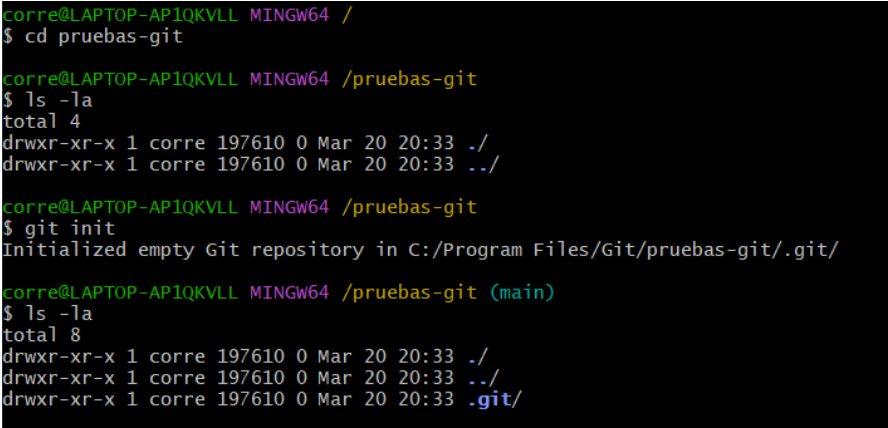 corre@LAPTOP-AP1QKVLL MINGW64 /
$ cd pruebas-git
corre@LAPTOP-AP1QKVLL MINGW64 /pruebas-git
$ ls -la
total 4
drwxr-xr-x 1 corre 197610 0 Mar 20 20:33 ./
drwxr-xr-x 1 corre 197610 0 Mar 20 20:33 ../
corre@LAPTOP-AP1QKVLL MINGW64 /pruebas-git
$ git init
Initialized empty Git repository in C:/Program Files/Git/pruebas-git/.git/
corre@LAPTOP-AP1QKVLL MINGW64 /pruebas-git (main)
$ ls -la
total 8
drwxr-xr-x 1 corre 197610 0 Mar 20 20:33 ./
drwxr-xr-x 1 corre 197610 0 Mar 20 20:33 ../
drwxr-xr-x 1 corre 197610 0 Mar 20 20:33 .git/